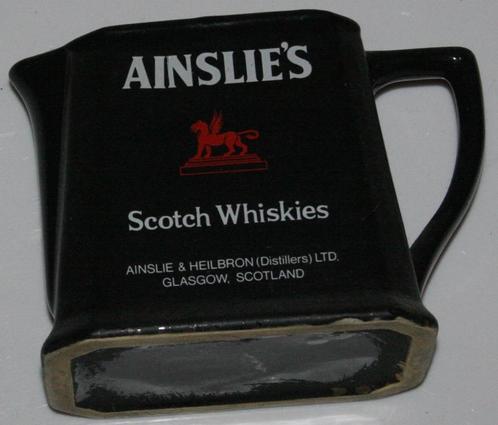 AINSLIE'S
Scotch Whiskies
AINSLIE & HEILBRON (Distillers) LTD.
GLASGOW, SCOTLAND